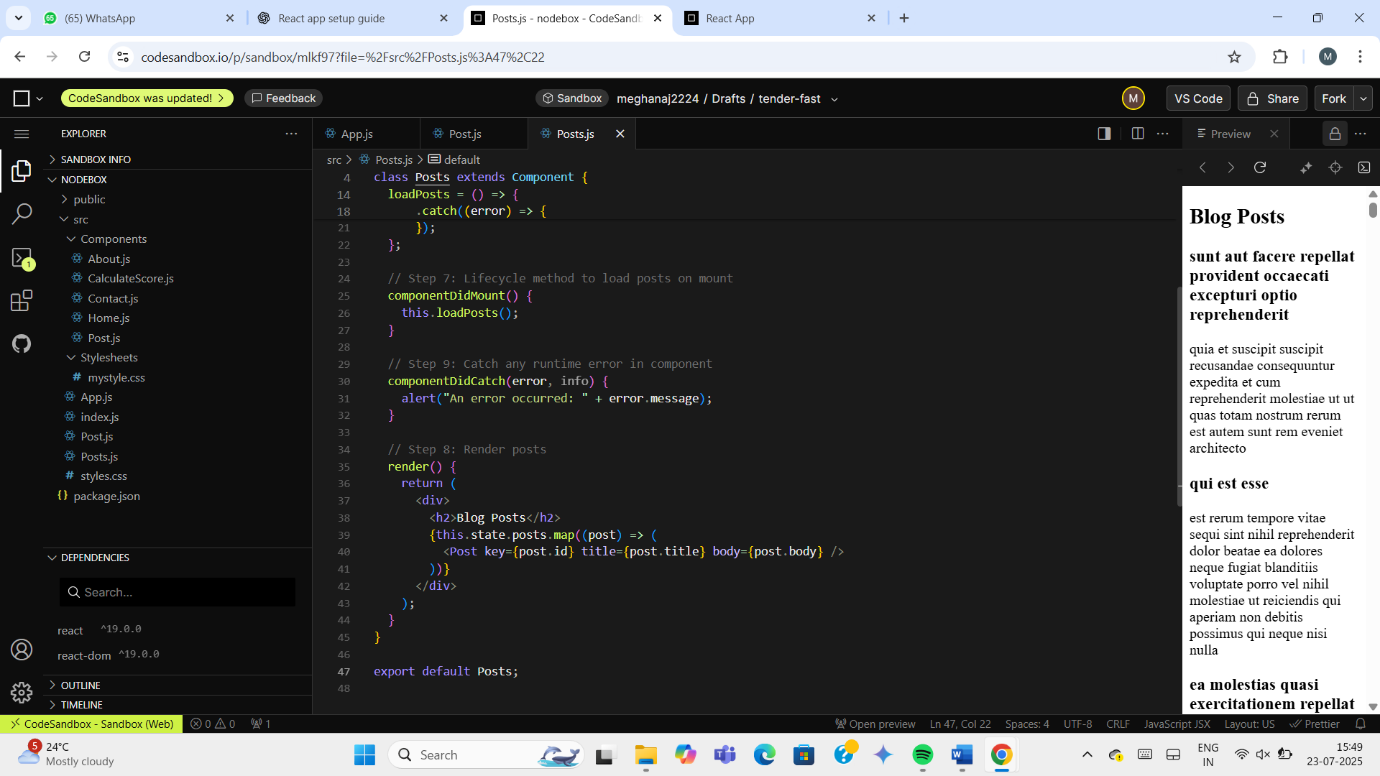 (65) WhatsApp
React app setup guide
Posts.js - nodebox - CodeSandb
React App
codesandbox.io/p/sandbox/mlkf97?file=%2Fsrc%2FPosts.js%3A47%2C22
M
CodeSandbox was updated!
Feedback
Sandbox
meghanaj2224 / Drafts / tender-fast
M
VS Code
Share
Fork
EXPLORER
SANDBOX INFO
NODEBOX
public
src
Components
About.js
CalculateScore.js
Contact.js
Home.js
Post.js
Stylesheets
# mystyle.css
App.js
index.js
Post.js
Posts.js
# styles.css
{} package.json
DEPENDENCIES
Search...
react ^19.0.0
react-dom ^19.0.0
OUTLINE
TIMELINE
1
App.js
Post.js
Posts.js
src > Posts.js > default
4 class Posts extends Component {
14 loadPosts = () => {
18 .catch((error) => {
21 });
22 };
23
24 // Step 7: Lifecycle method to load posts on mount
25 componentDidMount() {
26 this.loadPosts();
27 }
28
29 // Step 9: Catch any runtime error in component
30 componentDidCatch(error, info) {
31 alert("An error occurred: " + error.message);
32 }
33
34 // Step 8: Render posts
35 render() {
36 return (
37 <div>
38 <h2>Blog Posts</h2>
39 {this.state.posts.map((post) => (
40 <Post key={post.id} title={post.title} body={post.body} />
41 ))}
42 </div>
43 );
44 }
45 }
46
47 export default Posts;
48
Preview
Blog Posts
sunt aut facere repellat
provident occaecati
excepturi optio
reprehenderit
quia et suscipit suscipit
recusandae consequuntur
expedita et cum
reprehenderit molestiae ut ut
quas totam nostrum rerum
est autem sunt rem eveniet
architecto
qui est esse
est rerum tempore vitae
sequi sint nihil reprehenderit
dolor beatae ea dolores
neque fugiat blanditiis
voluptate porro vel nihil
molestiae ut reiciendis qui
aperiam non debitis
possimus qui neque nisi
nulla
ea molestias quasi
exercitationem repellat
CodeSandbox - Sandbox (Web)
0
0
1
Open preview
Ln 47, Col 22
Spaces: 4
UTF-8
CRLF
JavaScript JSX
Layout: US
Prettier
5
24°C
Mostly cloudy
Search
ENG
IN
15:49
23-07-2025